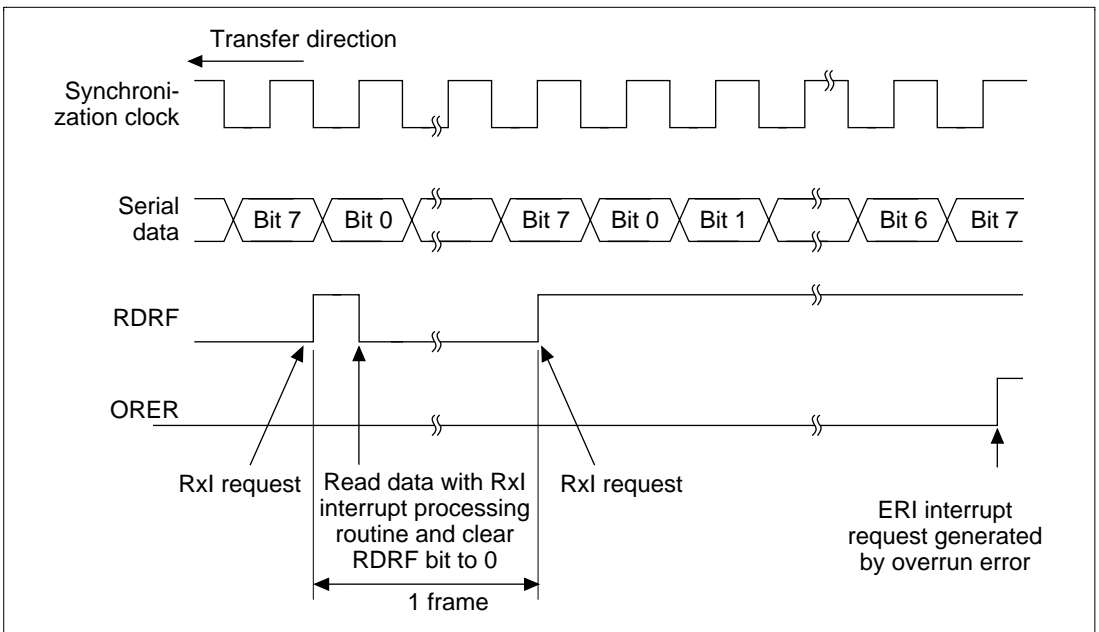 Transfer direction
Synchroni-
zation clock
Serial
data
Bit 7 Bit 0 Bit 7 Bit 0 Bit 1 Bit 6 Bit 7
RDRF
ORER
RxI request
Read data with RxI
interrupt processing
routine and clear
RDRF bit to 0
RxI request
ERI interrupt
request generated
by overrun error
1 frame